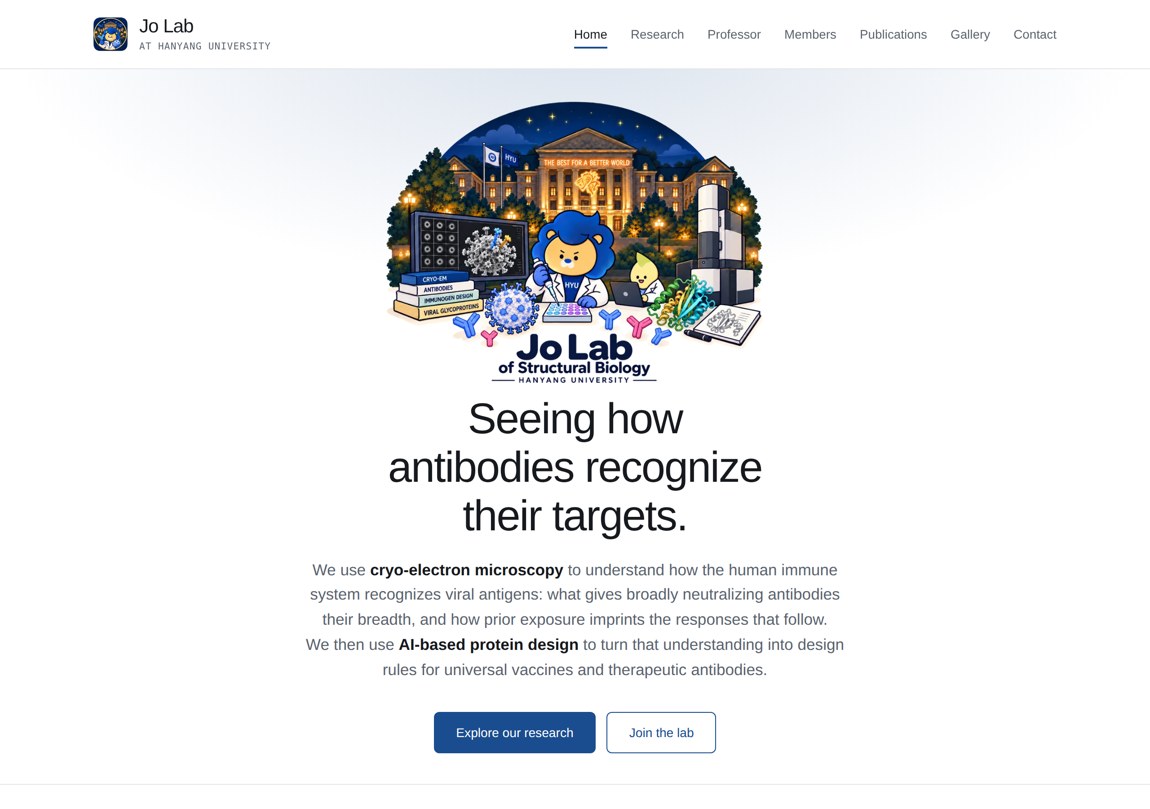 Jo Lab
AT HANYANG UNIVERSITY
Home
Research
Professor
Members
Publications
Gallery
Contact
HYU
THE BEST FOR A BETTER WORLD
CRYO-EM
ANTIBODIES
IMMUNOGEN DESIGN
VIRAL GLYCOPROTEINS
HYU
Jo Lab
of Structural Biology
HANYANG UNIVERSITY
Seeing how
antibodies recognize
their targets.
We use cryo-electron microscopy to understand how the human immune
system recognizes viral antigens: what gives broadly neutralizing antibodies
their breadth, and how prior exposure imprints the responses that follow.
We then use AI-based protein design to turn that understanding into design
rules for universal vaccines and therapeutic antibodies.
Explore our research
Join the lab